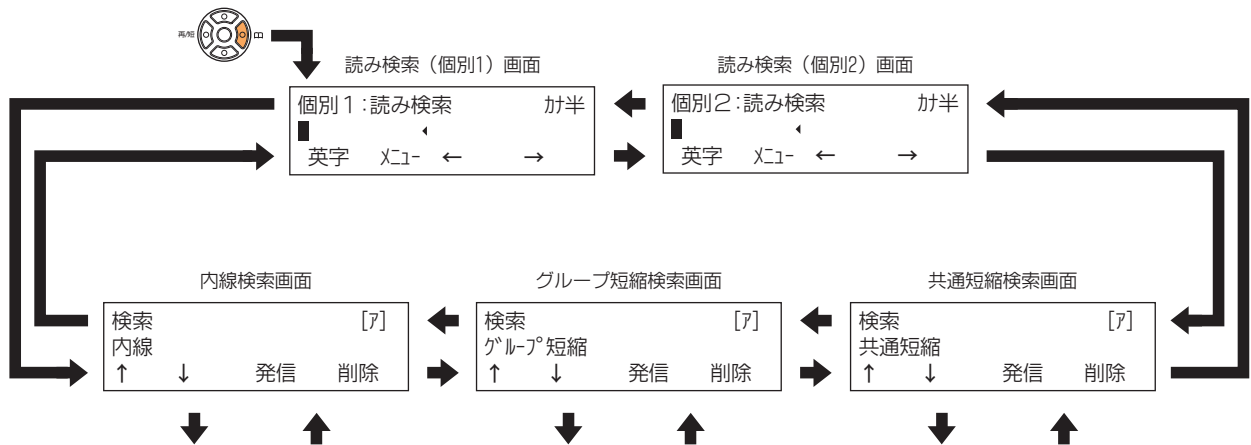 再/短
読み検索（個別1）画面
読み検索（個別2）画面
個別１:読み検索 ｶﾅ半
英字 ﾒﾆｭｰ ← →
個別２:読み検索 ｶﾅ半
英字 ﾒﾆｭｰ ← →
内線検索画面
グループ短縮検索画面
共通短縮検索画面
検索 [ｱ]
内線
↑ ↓ 発信 削除
検索 [ｱ]
ｸﾞﾙｰﾌﾟ短縮
↑ ↓ 発信 削除
検索 [ｱ]
共通短縮
↑ ↓ 発信 削除